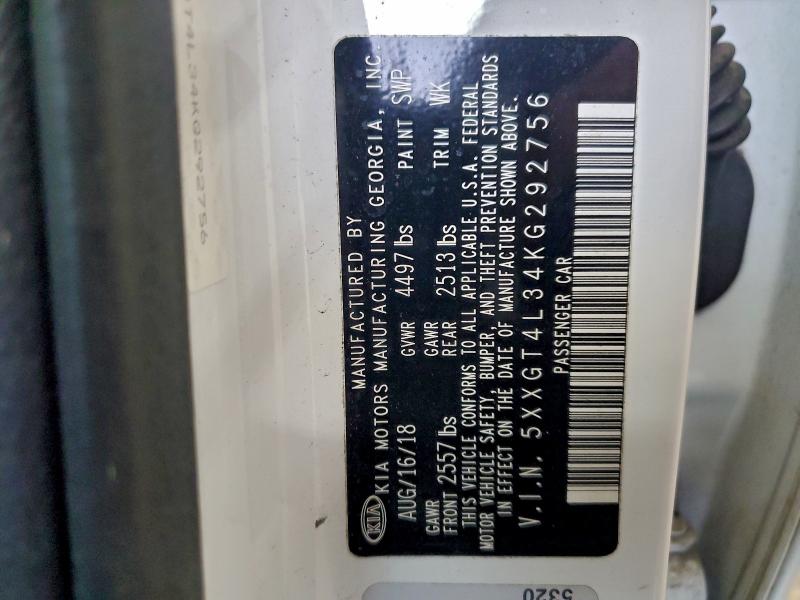 T4L34KG292756
KIA
MANUFACTURED BY
KIA MOTORS MANUFACTURING GEORGIA, INC.
AUG/16/18 GVWR 4497 lbs PAINT SWP
GAWR FRONT 2557 lbs GAWR REAR 2513 lbs TRIM WK
THIS VEHICLE CONFORMS TO ALL APPLICABLE U.S.A. FEDERAL
MOTOR VEHICLE SAFETY, BUMPER, AND THEFT PREVENTION STANDARDS
IN EFFECT ON THE DATE OF MANUFACTURE SHOWN ABOVE.
V.I.N. 5XXGT4L34KG292756
PASSENGER CAR
5320